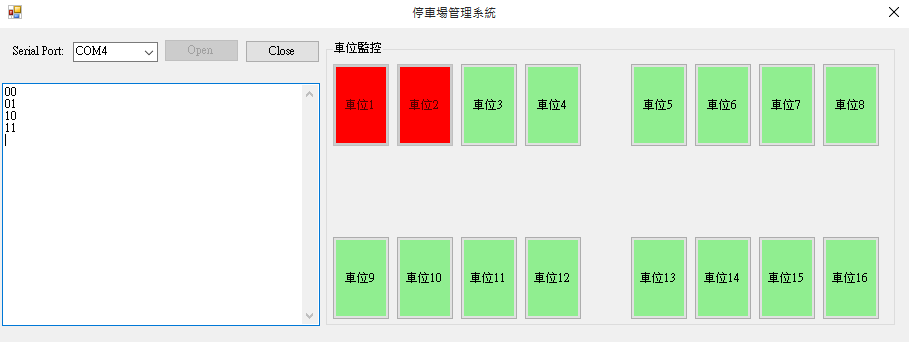 停車場管理系統
Serial Port: COM4 Open Close
00
01
10
11
車位監控
車位1 車位2 車位3 車位4 車位5 車位6 車位7 車位8
車位9 車位10 車位11 車位12 車位13 車位14 車位15 車位16